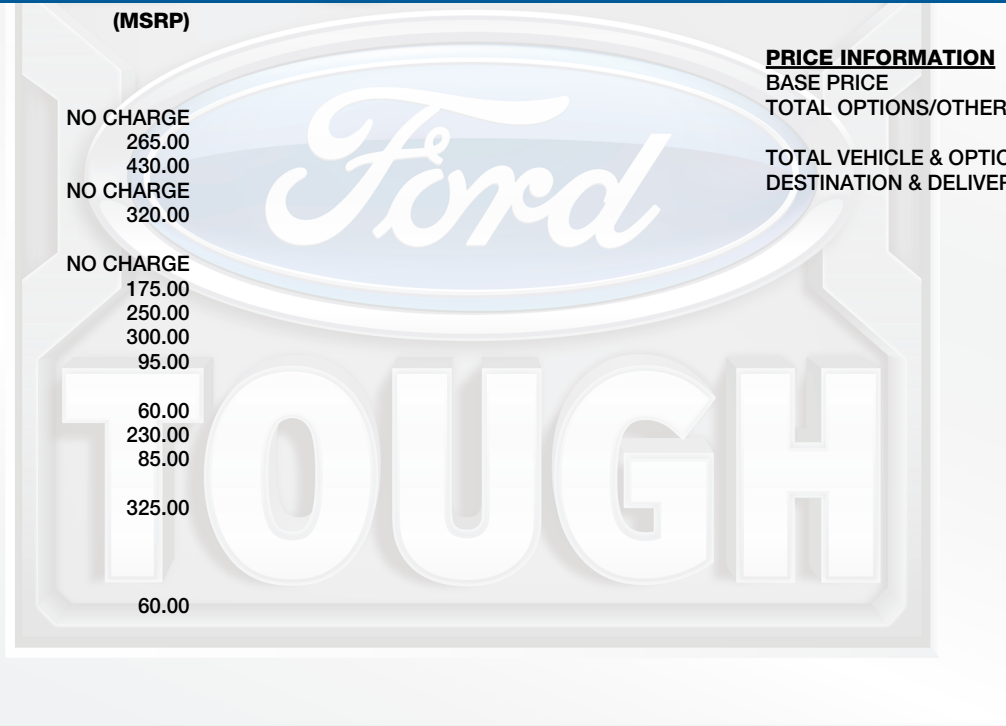 (MSRP)
NO CHARGE
265.00
430.00
NO CHARGE
320.00
NO CHARGE
175.00
250.00
300.00
95.00
60.00
230.00
85.00
325.00
60.00
PRICE INFORMATION
BASE PRICE
TOTAL OPTIONS/OTHER
TOTAL VEHICLE & OPTIO
DESTINATION & DELIVER
Ford
TOUGH